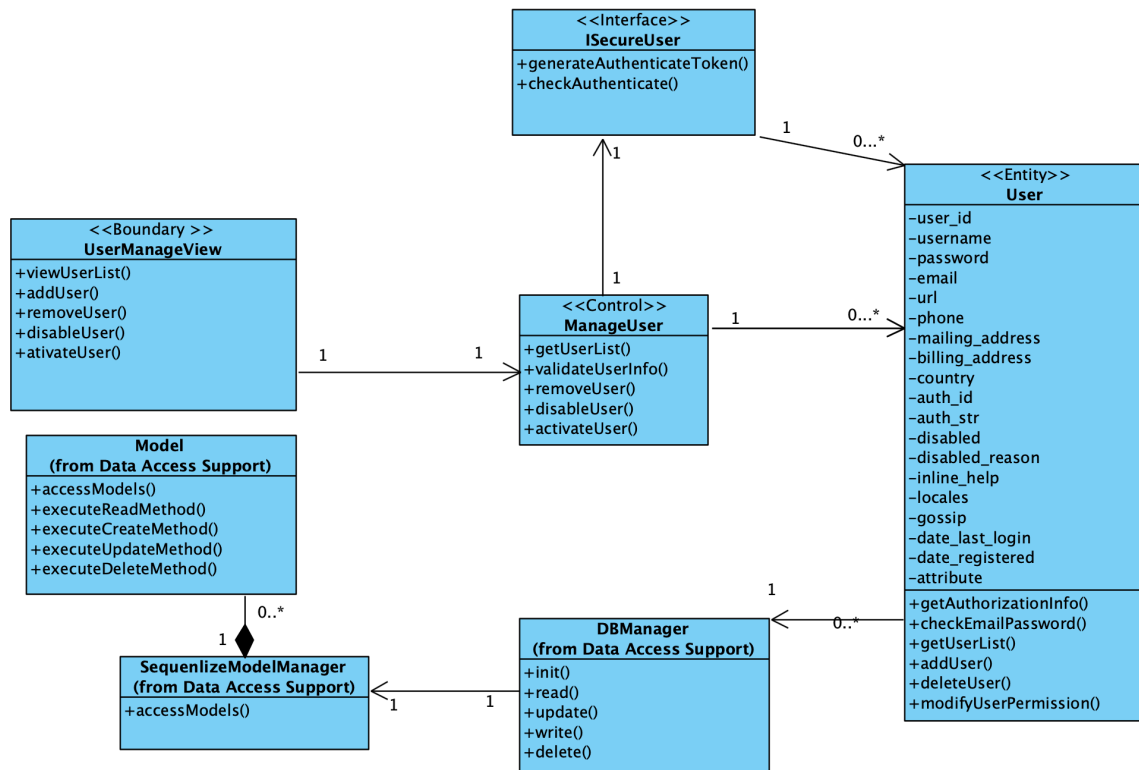 <<Interface>>
ISecureUser
+generateAuthenticateToken()
+checkAuthenticate()
1
0...*
1
1
<<Entity>>
User
-user_id
-username
-password
-email
-url
-phone
-mailing_address
-billing_address
-country
-auth_id
-auth_str
-disabled
-disabled_reason
-inline_help
-locales
-gossip
-date_last_login
-date_registered
-attribute
+getAuthorizationInfo()
+checkEmailPassword()
+getUserList()
+addUser()
+deleteUser()
+modifyUserPermission()
<<Boundary >>
UserManageView
+viewUserList()
+addUser()
+removeUser()
+disableUser()
+ativateUser()
1
1
<<Control>>
ManageUser
+getUserList()
+validateUserInfo()
+removeUser()
+disableUser()
+activateUser()
1
0...*
Model
(from Data Access Support)
+accessModels()
+executeReadMethod()
+executeCreateMethod()
+executeUpdateMethod()
+executeDeleteMethod()
0..*
1
SequenlizeModelManager
(from Data Access Support)
+accessModels()
1
1
DBManager
(from Data Access Support)
+init()
+read()
+update()
+write()
+delete()
1
0..*